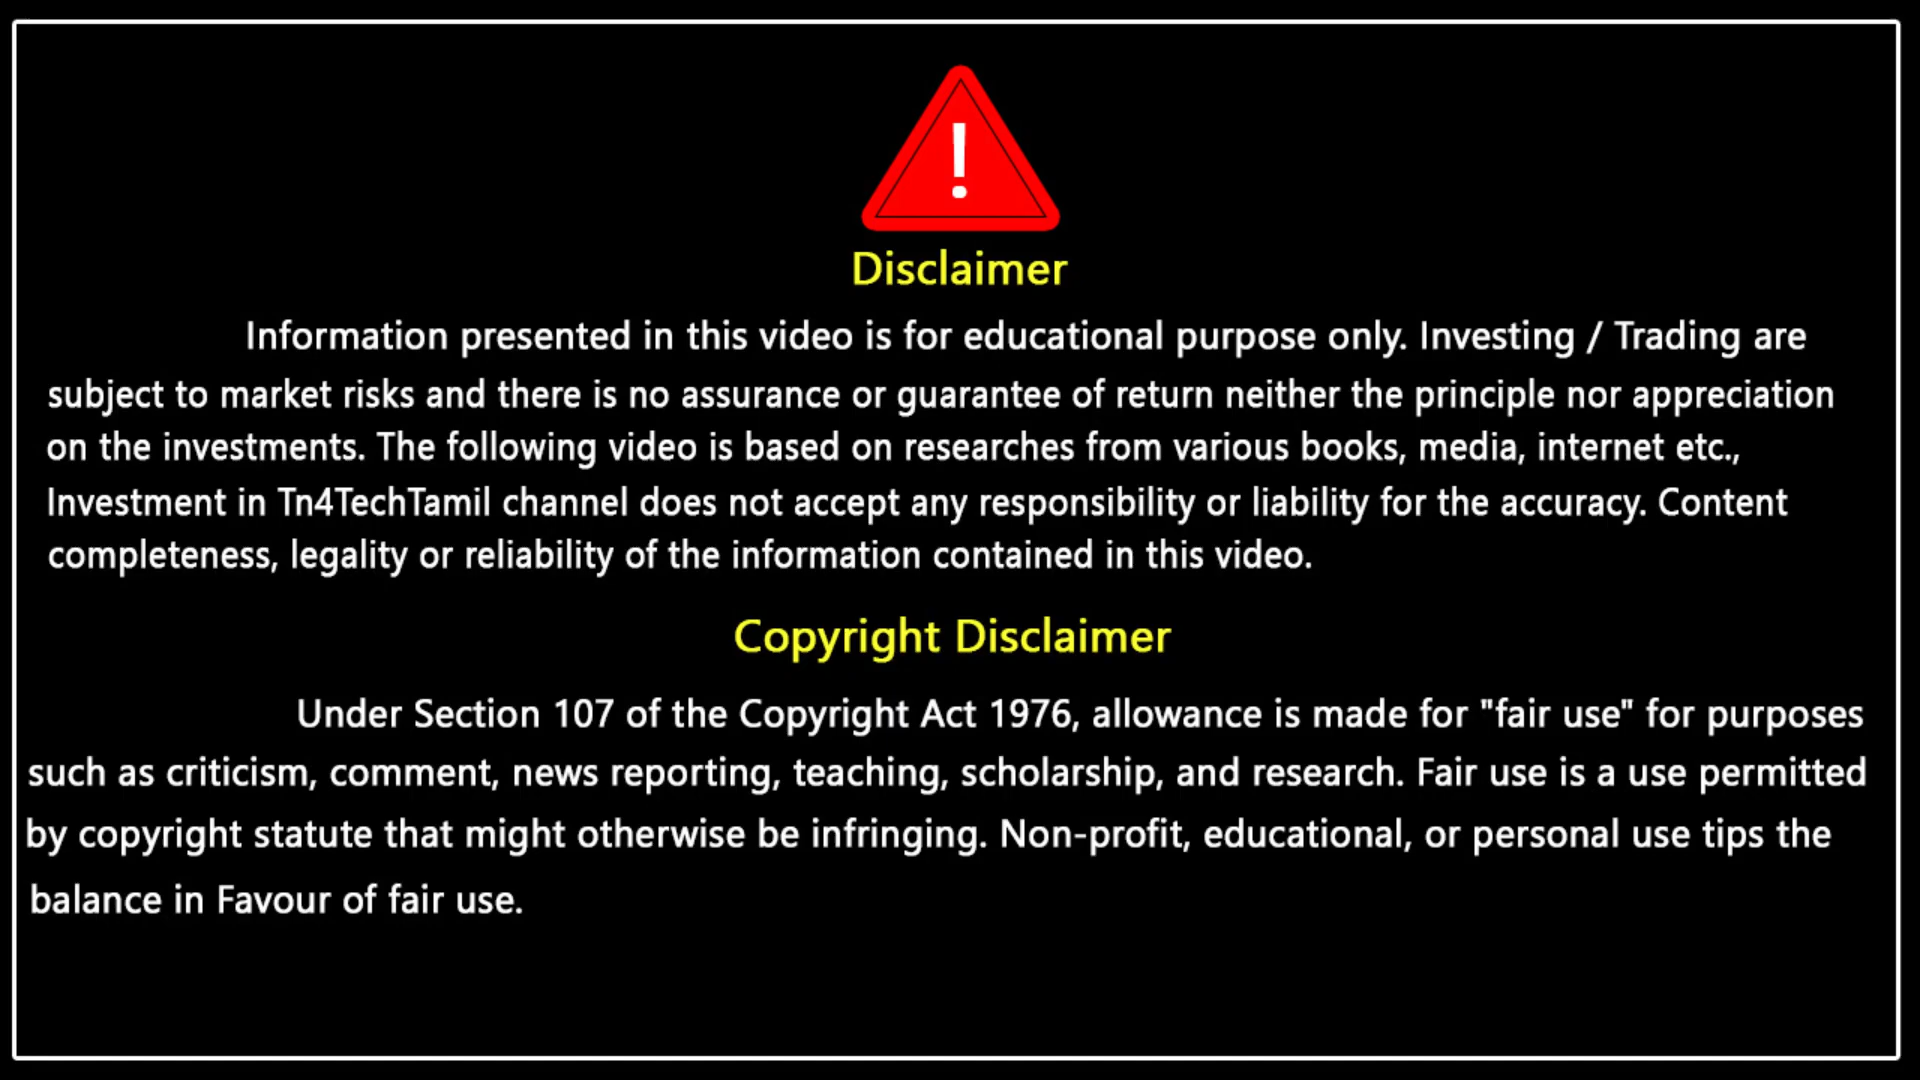 !
Disclaimer
Information presented in this video is for educational purpose only. Investing / Trading are
subject to market risks and there is no assurance or guarantee of return neither the principle nor appreciation
on the investments. The following video is based on researches from various books, media, internet etc.,
Investment in Tn4TechTamil channel does not accept any responsibility or liability for the accuracy. Content
completeness, legality or reliability of the information contained in this video.
Copyright Disclaimer
Under Section 107 of the Copyright Act 1976, allowance is made for "fair use" for purposes
such as criticism, comment, news reporting, teaching, scholarship, and research. Fair use is a use permitted
by copyright statute that might otherwise be infringing. Non-profit, educational, or personal use tips the
balance in Favour of fair use.